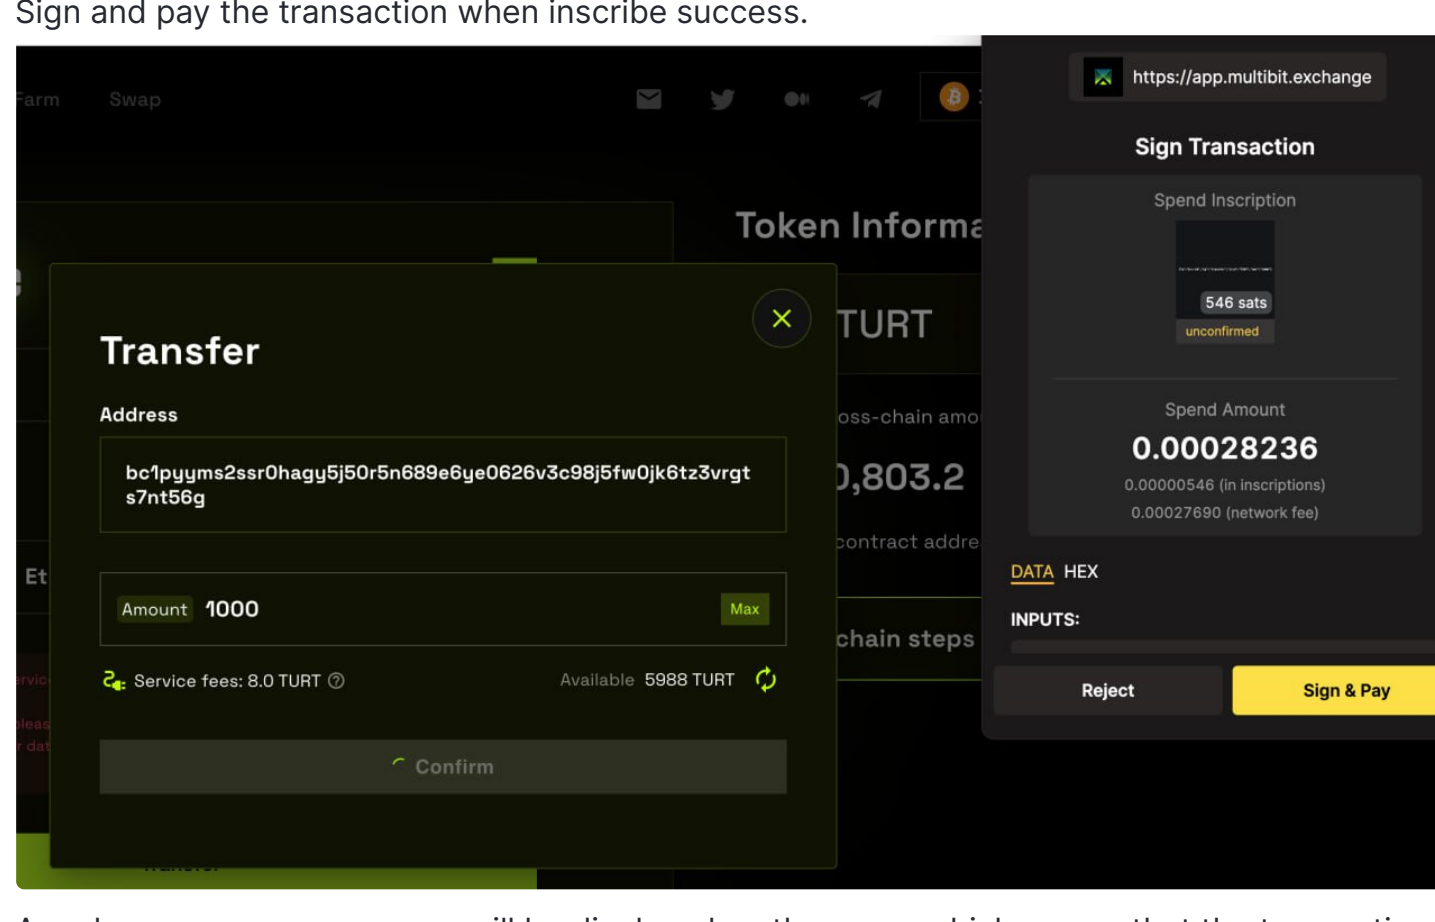 Sign and pay the transaction when inscribe success.
Farm Swap
https://app.multibit.exchange
Sign Transaction
Spend Inscription
546 sats
unconfirmed
Spend Amount
0.00028236
0.00000546 (in inscriptions)
0.00027690 (network fee)
DATA HEX
INPUTS:
Reject
Sign & Pay
Token Informa
TURT
oss-chain amo
0,803.2
contract addre
chain steps
Transfer
Address
bc1pyyms2ssr0hagy5j50r5n689e6ye0626v3c98j5fw0jk6tz3vrgt
s7nt56g
Amount 1000
Max
Service fees: 8.0 TURT
Available 5988 TURT
Confirm
Et